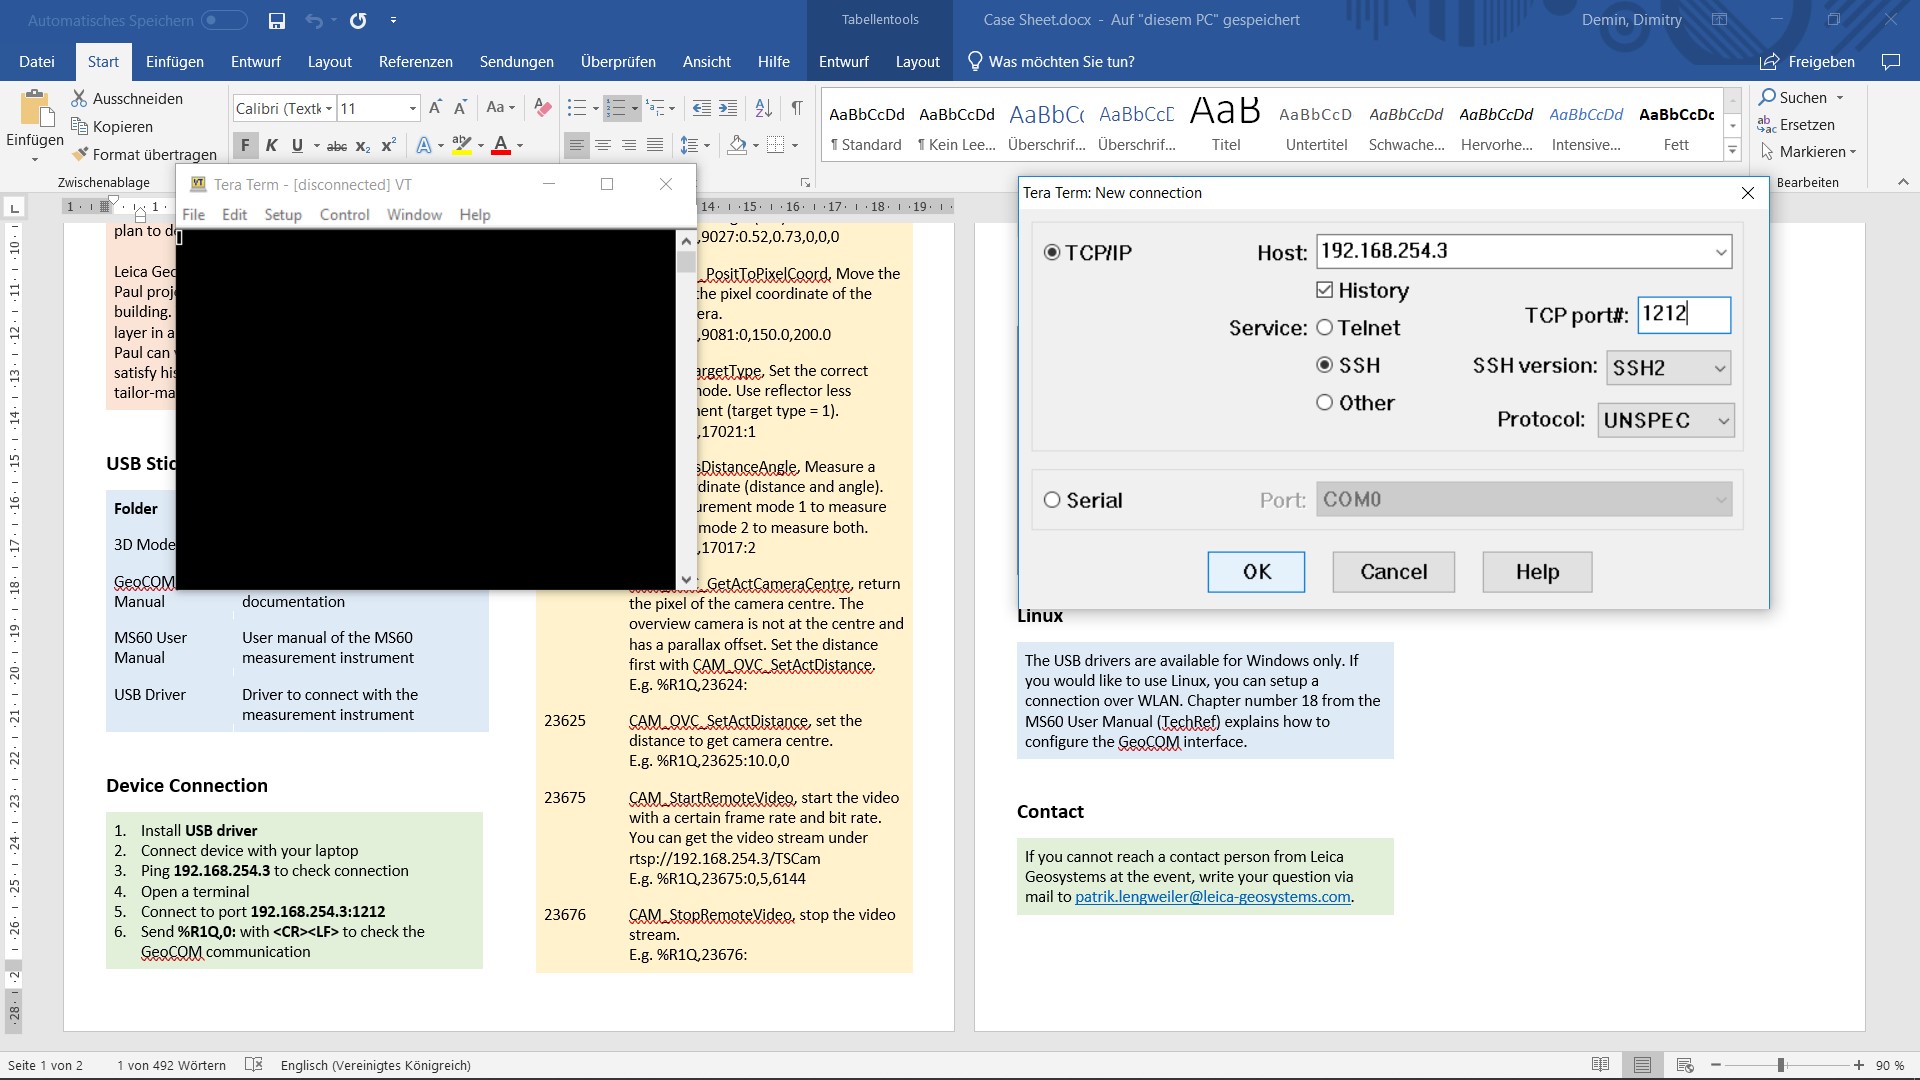 Automatisches Speichern
Tabellentools
Case Sheet.docx - Auf "diesem PC" gespeichert
Demin, Dimitry
Datei Start Einfügen Entwurf Layout Referenzen Sendungen Überprüfen Ansicht Hilfe Entwurf Layout Was möchten Sie tun? Freigeben
Einfügen
Ausschneiden
Kopieren
Format übertragen
Zwischenablage
Calibri (Textk 11
F K U abc x₂ x²
AaBbCcDd AaBbCcDd AaBbCc AaBbCcD AaB AaBbCcD AaBbCcDd AaBbCcDd AaBbCcDd AaBbCcDc
¶ Standard ¶ Kein Lee... Überschrif... Überschrif... Titel Untertitel Schwache... Hervorhe... Intensive... Fett
Suchen
Ersetzen
Markieren
Bearbeiten
Tera Term - [disconnected] VT
File Edit Setup Control Window Help
plan to de
Leica Geo
Paul proj
building.
layer in a
Paul can
satisfy his
tailor-ma
USB Stic
Folder
3D Mode
GeoCOM
Manual documentation
MS60 User Manual User manual of the MS60 measurement instrument
USB Driver Driver to connect with the measurement instrument
Device Connection
1. Install USB driver
2. Connect device with your laptop
3. Ping 192.168.254.3 to check connection
4. Open a terminal
5. Connect to port 192.168.254.3:1212
6. Send %R1Q,0: with <CR><LF> to check the
GeoCOM communication
,9027:0.52,0.73,0,0,0
_PositToPixelCoord, Move the
the pixel coordinate of the
era.
,9081:0,150.0,200.0
argetType, Set the correct
node. Use reflector less
nent (target type = 1).
,17021:1
sDistanceAngle, Measure a
dinate (distance and angle).
urement mode 1 to measure
mode 2 to measure both.
,17017:2
_GetActCameraCentre, return
the pixel of the camera centre. The
overview camera is not at the centre and
has a parallax offset. Set the distance
first with CAM_OVC_SetActDistance.
E.g. %R1Q,23624:
23625 CAM_OVC_SetActDistance, set the
distance to get camera centre.
E.g. %R1Q,23625:10.0,0
23675 CAM_StartRemoteVideo, start the video
with a certain frame rate and bit rate.
You can get the video stream under
rtsp://192.168.254.3/TSCam
E.g. %R1Q,23675:0,5,6144
23676 CAM_StopRemoteVideo, stop the video
stream.
E.g. %R1Q,23676:
Tera Term: New connection
TCP/IP Host: 192.168.254.3
History
Service: Telnet TCP port#: 1212
SSH SSH version: SSH2
Other Protocol: UNSPEC
Serial Port: COM0
OK Cancel Help
Linux
The USB drivers are available for Windows only. If
you would like to use Linux, you can setup a
connection over WLAN. Chapter number 18 from the
MS60 User Manual (TechRef) explains how to
configure the GeoCOM interface.
Contact
If you cannot reach a contact person from Leica
Geosystems at the event, write your question via
mail to patrik.lengweiler@leica-geosystems.com.
Seite 1 von 2 1 von 492 Wörtern Englisch (Vereinigtes Königreich) 90 %